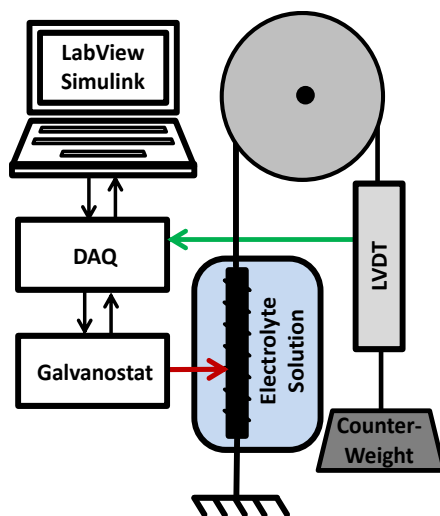 LabView
Simulink
DAQ
Galvanostat
Electrolyte
Solution
LVDT
Counter-
Weight